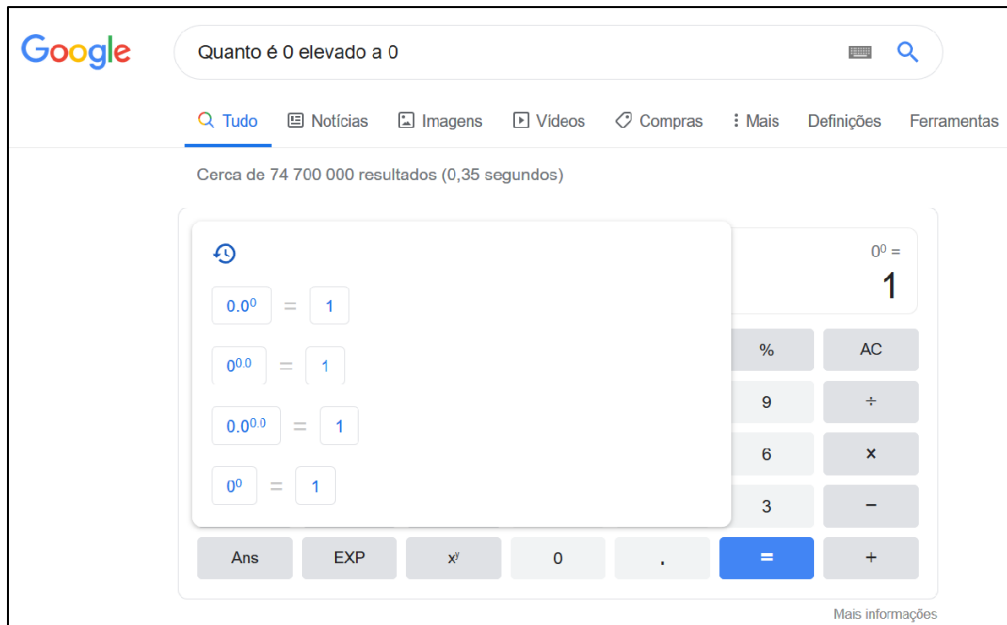 Google
Quanto é 0 elevado a 0
Tudo Notícias Imagens Vídeos Compras Mais Definições Ferramentas
Cerca de 74 700 000 resultados (0,35 segundos)
0⁰ =
1
0.0⁰ = 1
0⁰·⁰ = 1
0.0⁰·⁰ = 1
0⁰ = 1
% AC
9 ÷
6 ×
3 −
Ans EXP xʸ 0 . = +
Mais informações